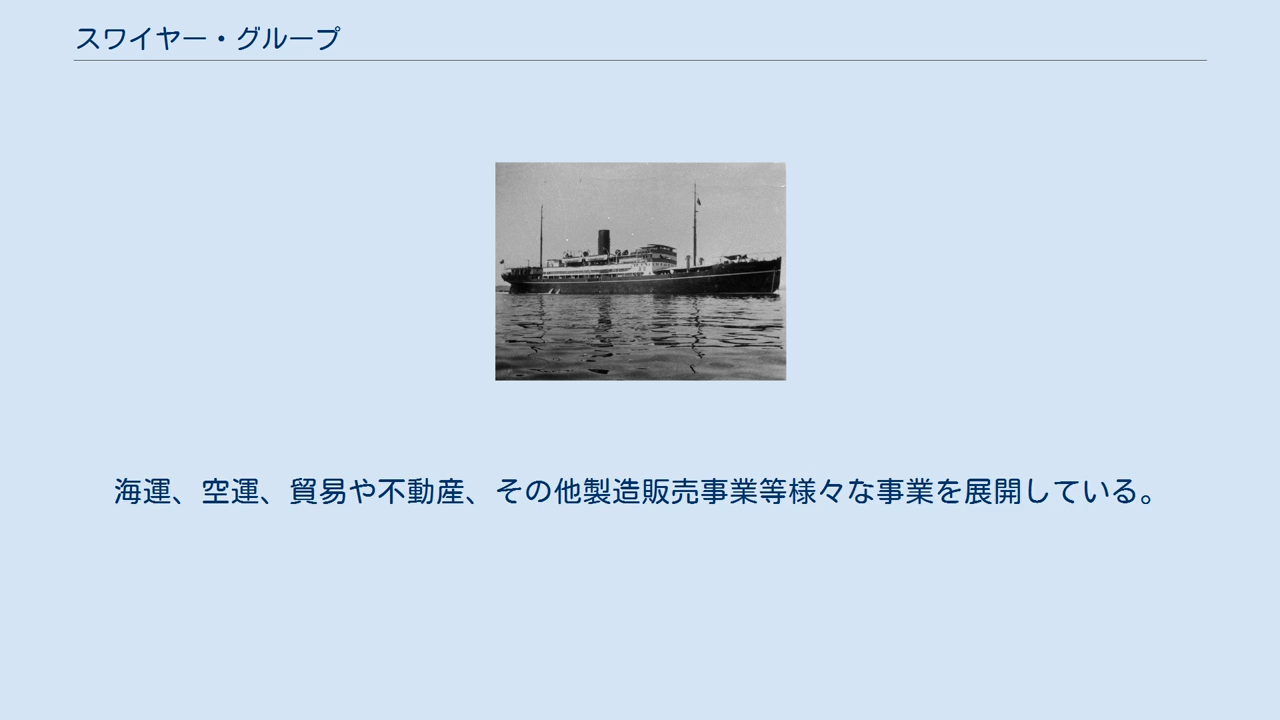 スワイヤー・グループ
海運、空運、貿易や不動産、その他製造販売事業等様々な事業を展開している。